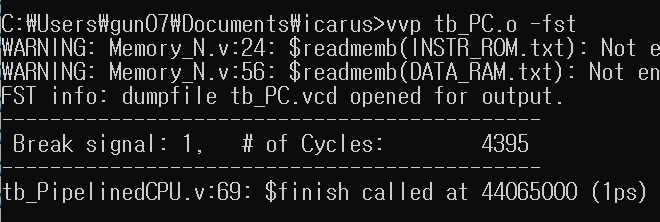 C:₩Users₩gun07₩Documents₩icarus>vvp tb_PC.o -fst
WARNING: Memory_N.v:24: $readmemb(INSTR_ROM.txt): Not e
WARNING: Memory_N.v:56: $readmemb(DATA_RAM.txt): Not en
FST info: dumpfile tb_PC.vcd opened for output.
------------------------------------------------
Break signal: 1,   # of Cycles:        4395
------------------------------------------------
tb_PipelinedCPU.v:69: $finish called at 44065000 (1ps)